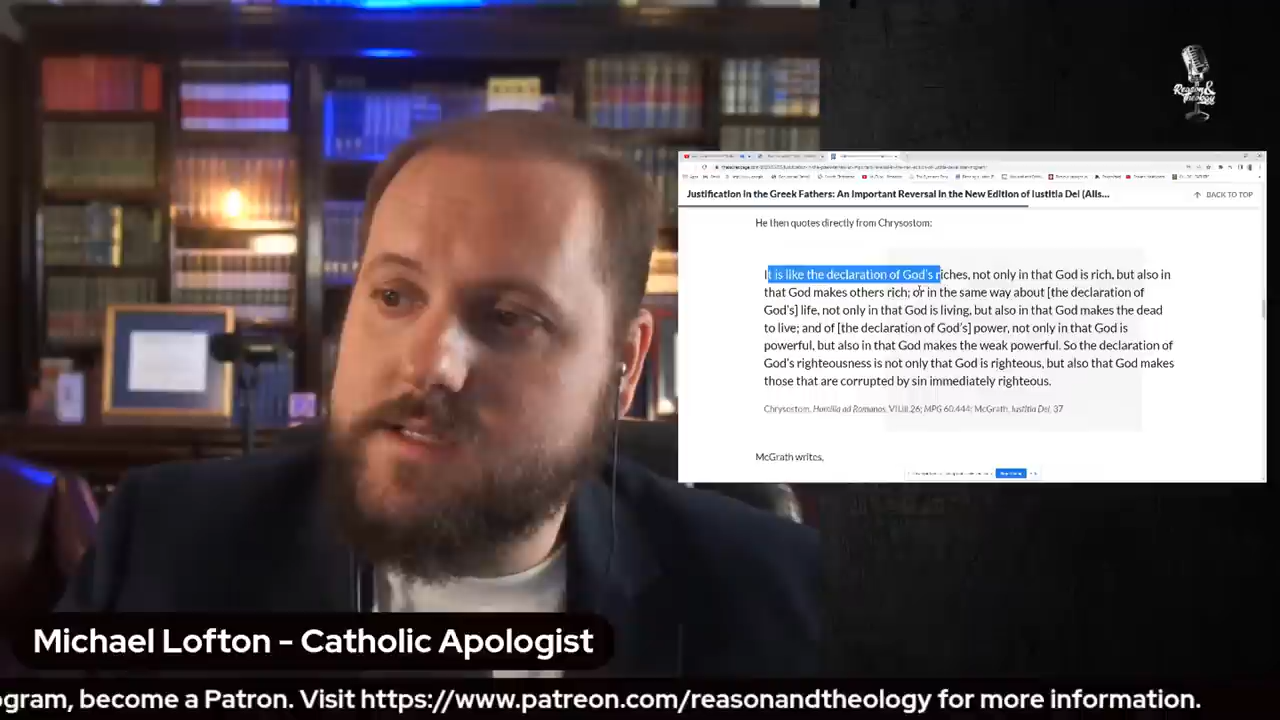 Reason &
Theology
Justification in the Greek Fathers: An Important Reversal in the New Edition of Iustitia Dei (Alis...
BACK TO TOP
He then quotes directly from Chrysostom:
It is like the declaration of God's riches, not only in that God is rich, but also in
that God makes others rich; or in the same way about [the declaration of
God's] life, not only in that God is living, but also in that God makes the dead
to live; and of [the declaration of God's] power, not only in that God is
powerful, but also in that God makes the weak powerful. So the declaration of
God's righteousness is not only that God is righteous, but also that God makes
those that are corrupted by sin immediately righteous.
Chrysostom, Homilia ad Romanos, VII.iii.26; MPG 60.444; McGrath, Iustitia Dei, 37
McGrath writes,
Michael Lofton - Catholic Apologist
ogram, become a Patron. Visit https://www.patreon.com/reasonandtheology for more information.